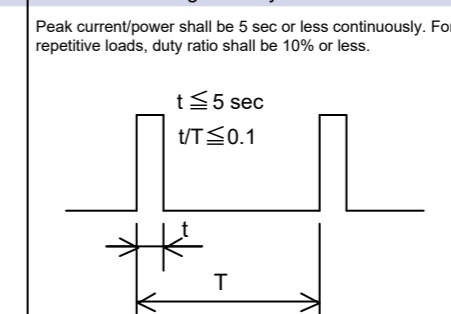 Peak current/power shall be 5 sec or less continuously. For
repetitive loads, duty ratio shall be 10% or less.
t ≦ 5 sec
t/T ≦ 0.1
t
T